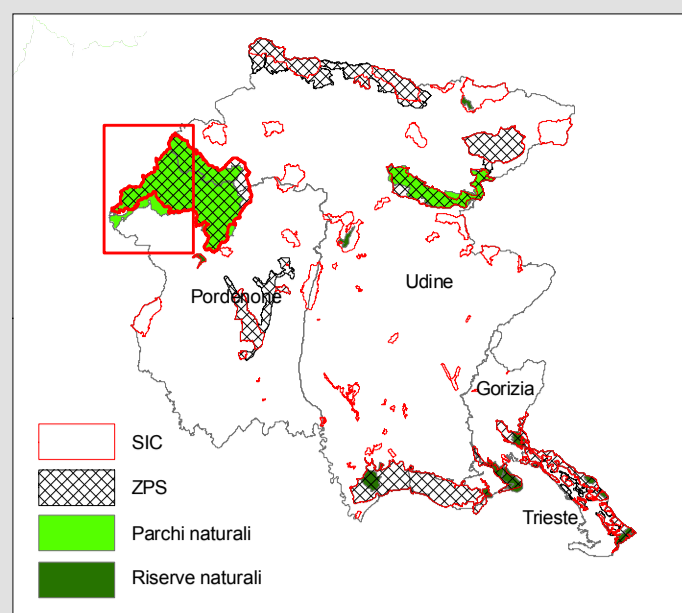 Udine
Pordenone
Gorizia
Trieste
SIC
ZPS
Parchi naturali
Riserve naturali